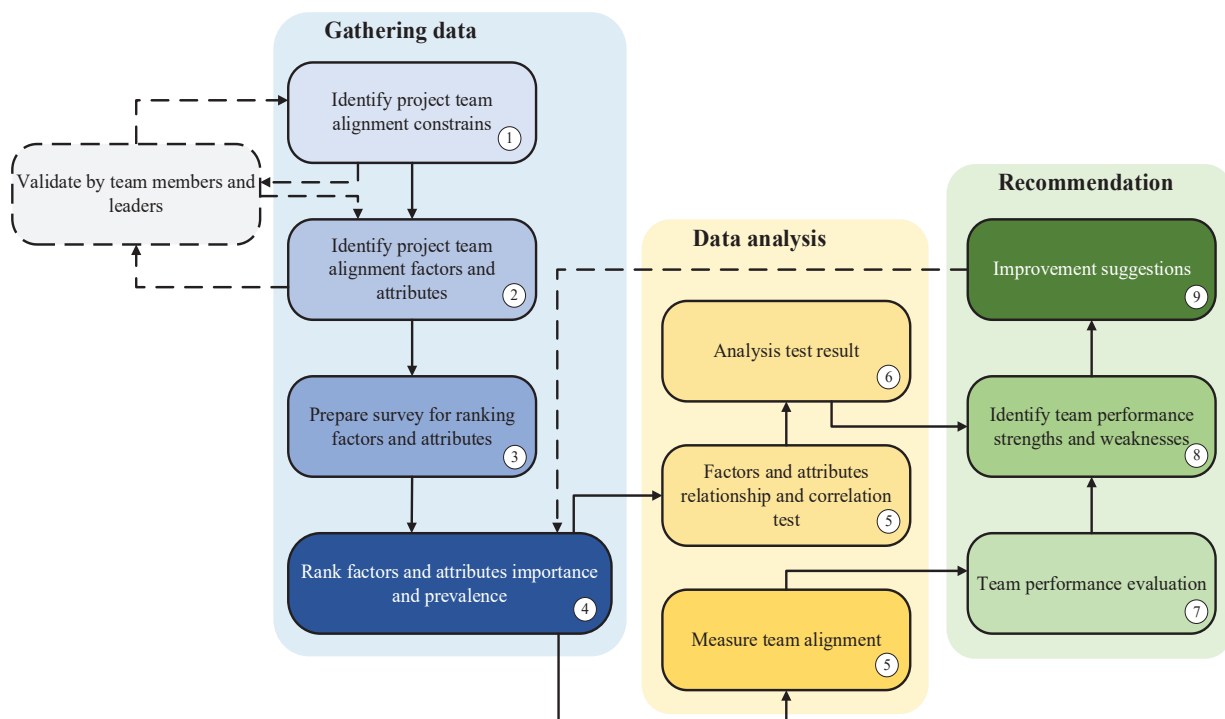 Gathering data
Identify project team
alignment constrains
1
Validate by team members and
leaders
Identify project team
alignment factors and
attributes
2
Prepare survey for ranking
factors and attributes
3
Rank factors and attributes importance
and prevalence
4
Data analysis
Analysis test result
6
Factors and attributes
relationship and correlation
test
5
Measure team alignment
5
Recommendation
Improvement suggestions
9
Identify team performance
strengths and weaknesses
8
Team performance evaluation
7